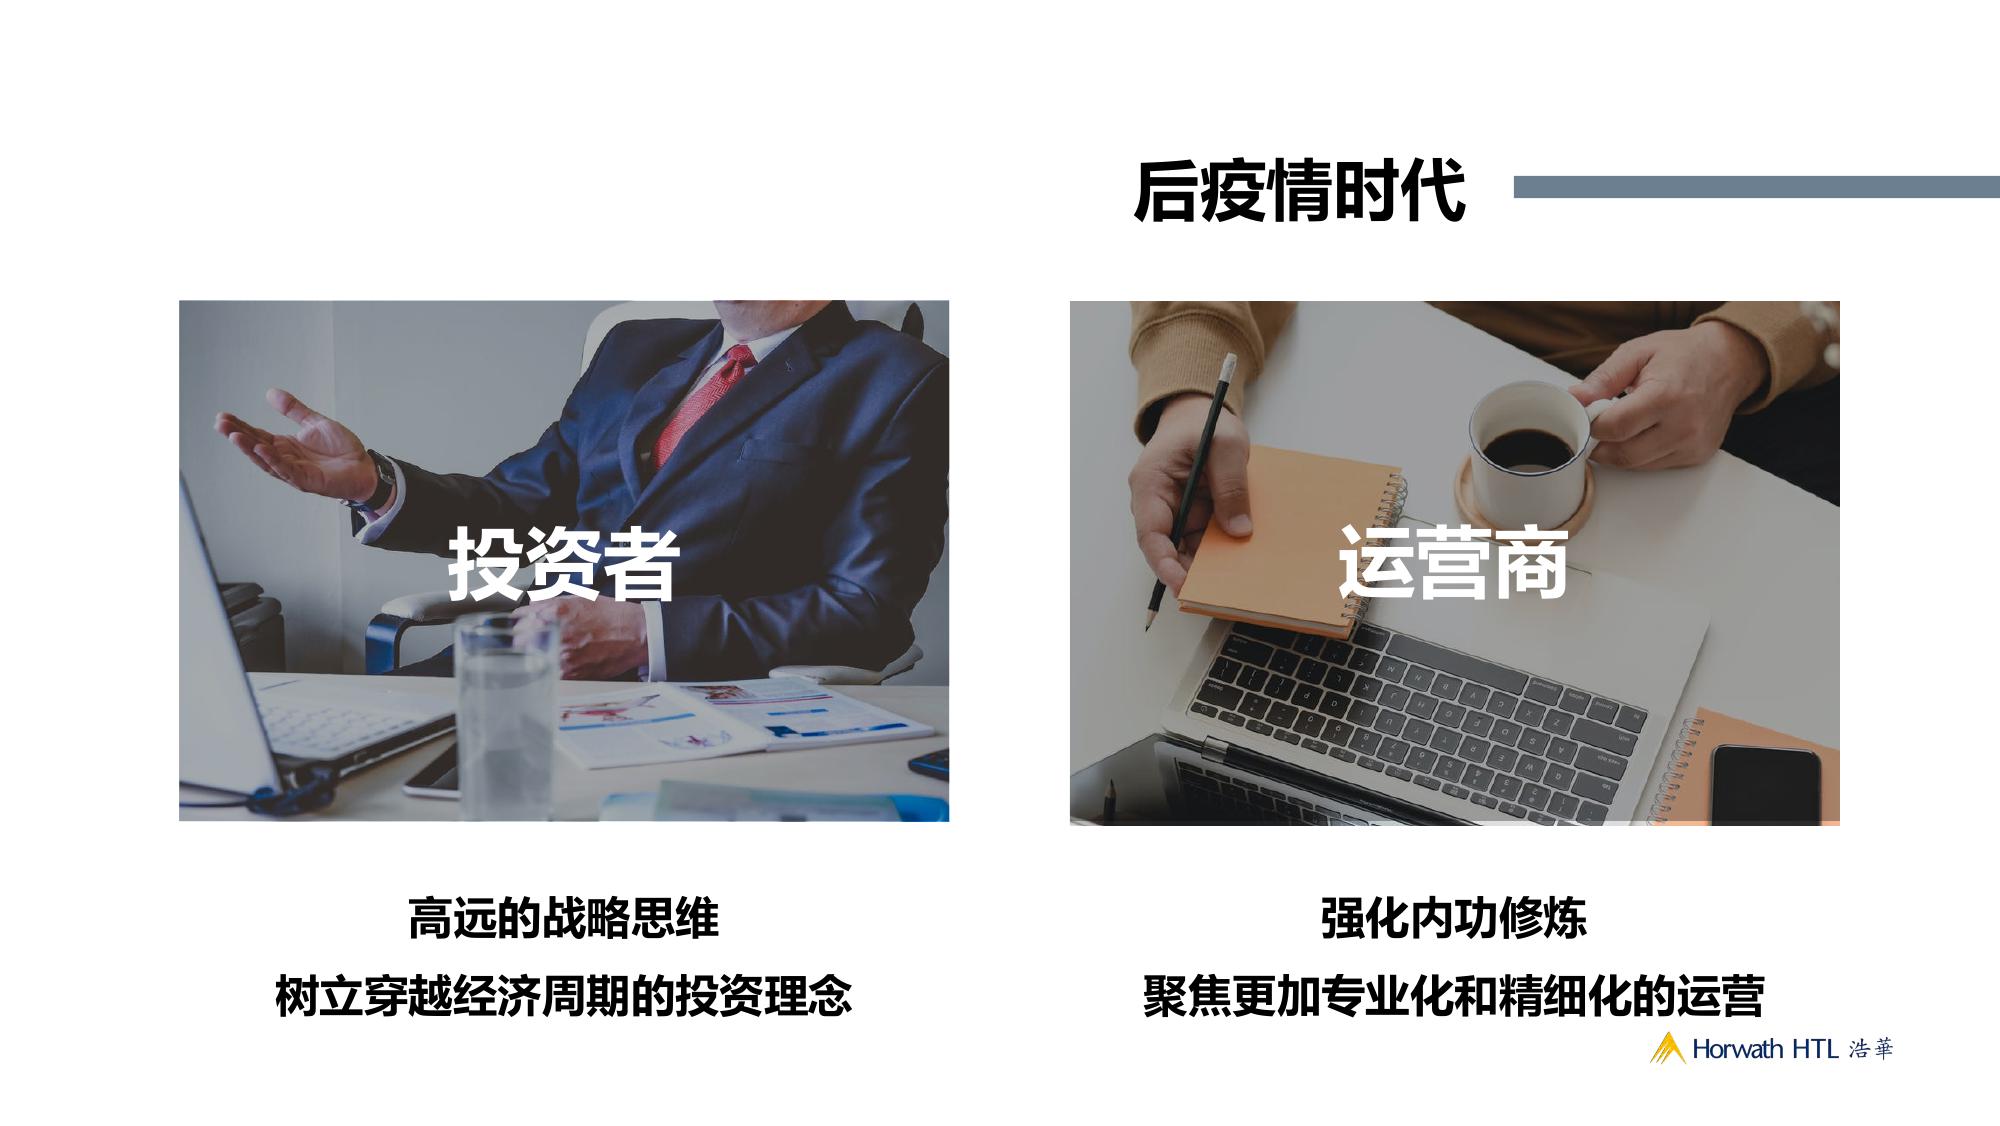 后疫情时代
投资者
运营商
高远的战略思维
树立穿越经济周期的投资理念
强化内功修炼
聚焦更加专业化和精细化的运营
Horwath HTL 浩華